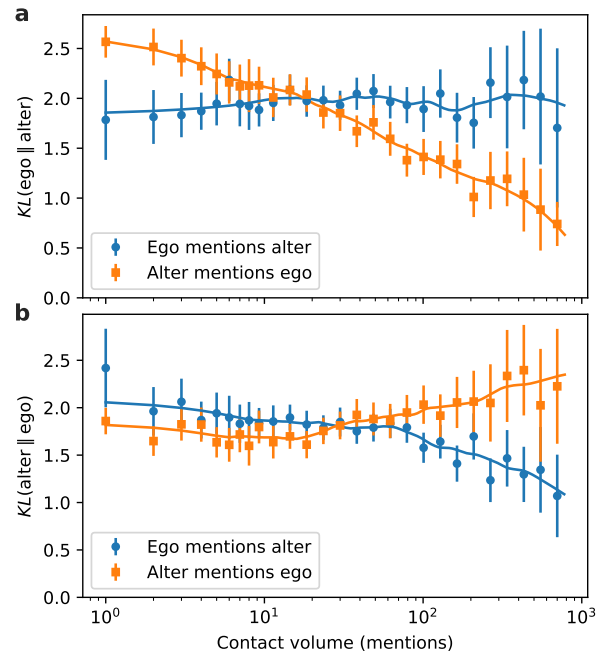 a
2.5
2.0
1.5
1.0
0.5
0.0
KL(ego ∥ alter)
Ego mentions alter
Alter mentions ego
b
2.5
2.0
1.5
1.0
0.5
0.0
KL(alter ∥ ego)
Ego mentions alter
Alter mentions ego
10⁰ 10¹ 10² 10³
Contact volume (mentions)